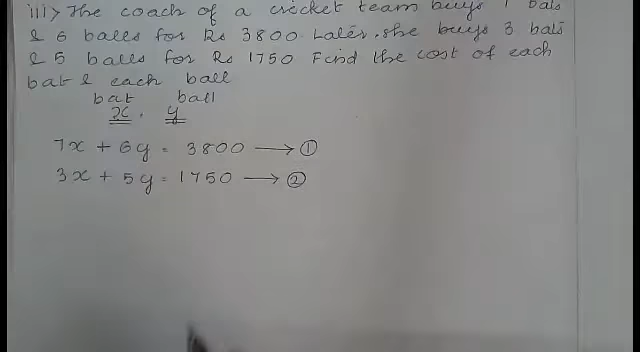 iii> The coach of a cricket team buys 7 bats
& 6 balls for Rs 3800. Later, she buys 3 bats
& 5 balls for Rs 1750 Find the cost of each
bat & each ball
bat ball
x, y
7x + 6y = 3800 → ①
3x + 5y = 1750 → ②